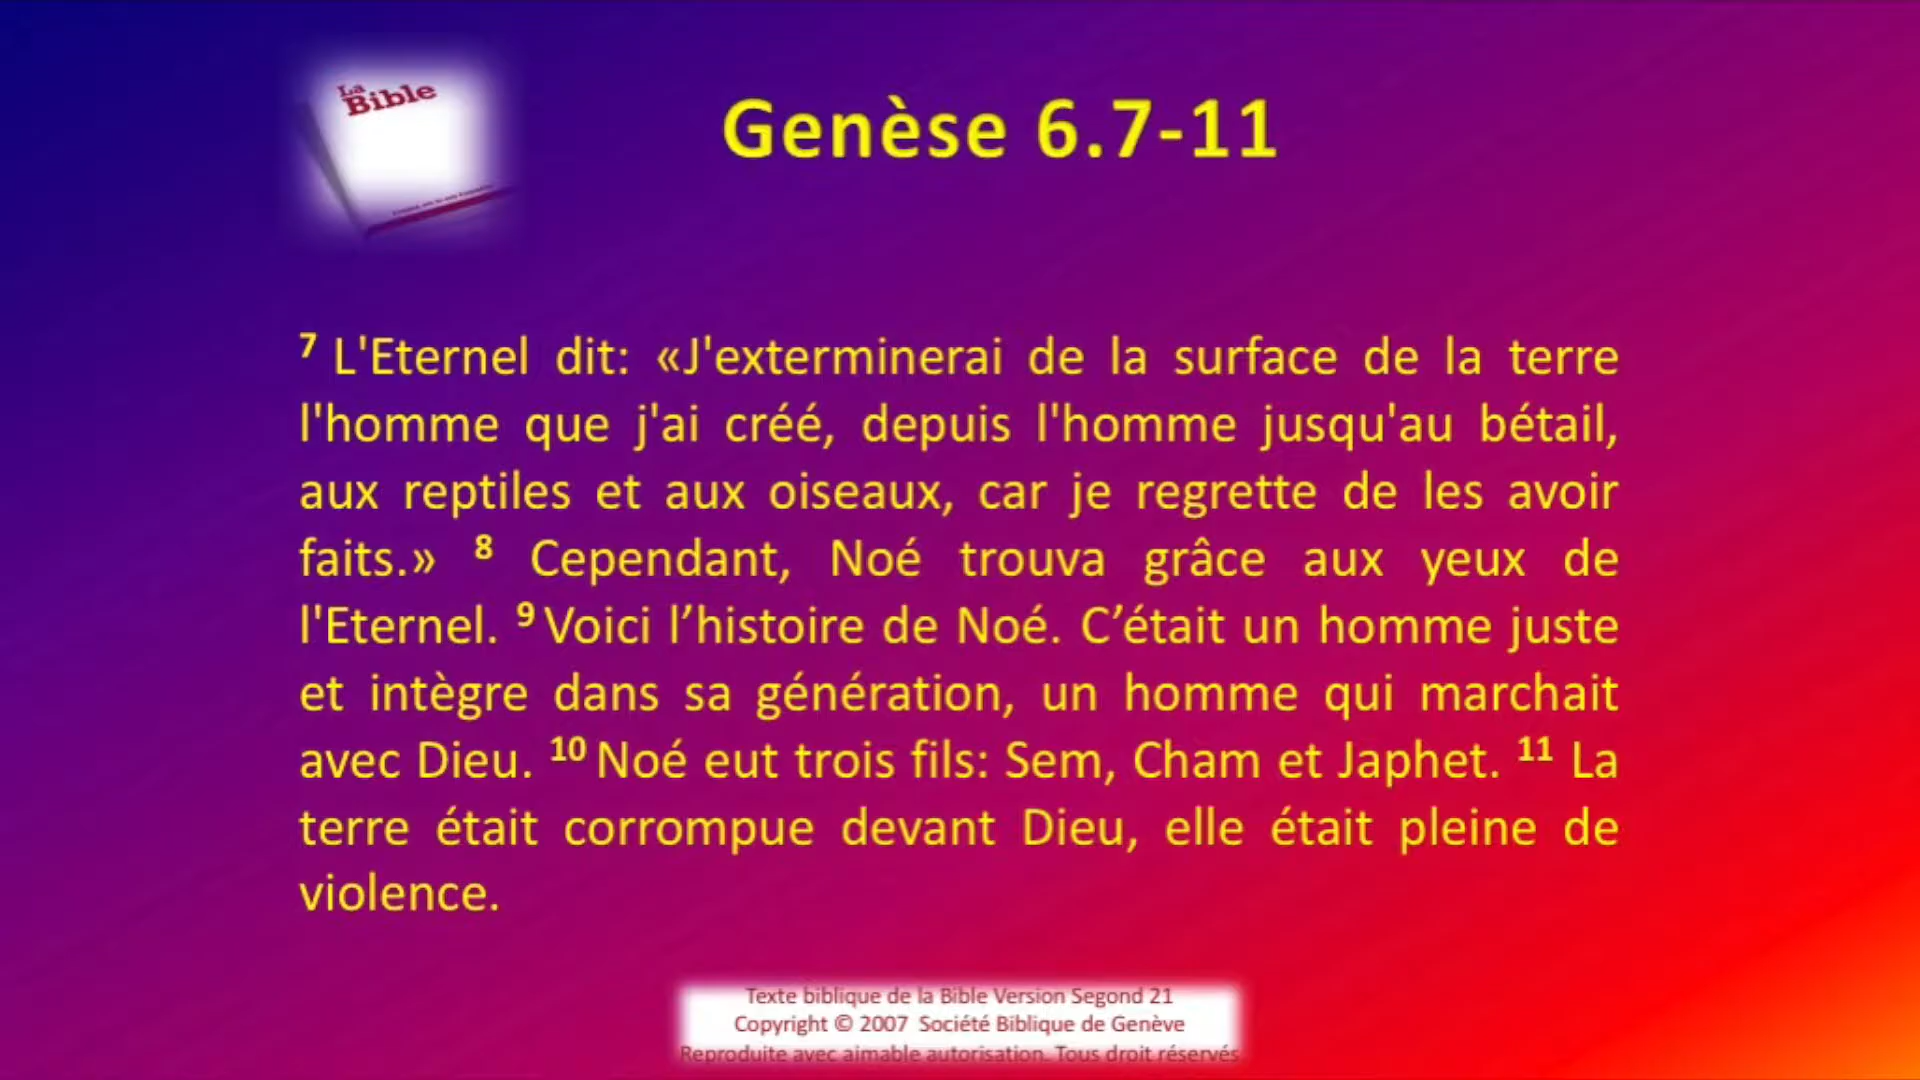 La
Bible
Genèse 6.7-11
7 L'Eternel dit: «J'exterminerai de la surface de la terre
l'homme que j'ai créé, depuis l'homme jusqu'au bétail,
aux reptiles et aux oiseaux, car je regrette de les avoir
faits.» 8 Cependant, Noé trouva grâce aux yeux de
l'Eternel. 9 Voici l’histoire de Noé. C’était un homme juste
et intègre dans sa génération, un homme qui marchait
avec Dieu. 10 Noé eut trois fils: Sem, Cham et Japhet. 11 La
terre était corrompue devant Dieu, elle était pleine de
violence.
Texte biblique de la Bible Version Segond 21
Copyright © 2007 Société Biblique de Genève
Reproduite avec aimable autorisation. Tous droit réservés